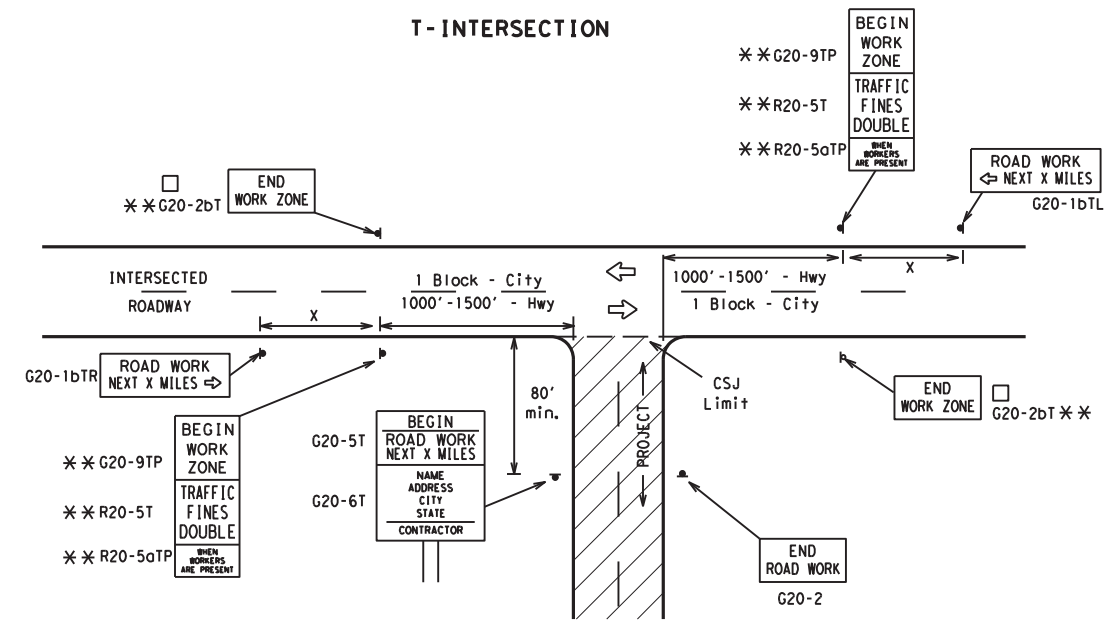 T-INTERSECTION
BEGIN
WORK
ZONE
**G20-9TP
TRAFFIC
FINES
DOUBLE
**R20-5T
WHEN
WORKERS
ARE PRESENT
**R20-5aTP
ROAD WORK
⇦ NEXT X MILES
G20-1bTL
END
WORK ZONE
□
**G20-2bT
INTERSECTED
ROADWAY
1 Block - City
1000'-1500' - Hwy
X
1000'-1500' - Hwy
1 Block - City
X
G20-1bTR
ROAD WORK
NEXT X MILES ⇨
80'
min.
CSJ
Limit
PROJECT
END
WORK ZONE
□
G20-2bT **
BEGIN
WORK
ZONE
**G20-9TP
TRAFFIC
FINES
DOUBLE
**R20-5T
WHEN
WORKERS
ARE PRESENT
**R20-5aTP
BEGIN
G20-5T
ROAD WORK
NEXT X MILES
G20-6T
NAME
ADDRESS
CITY
STATE
CONTRACTOR
END
ROAD WORK
G20-2